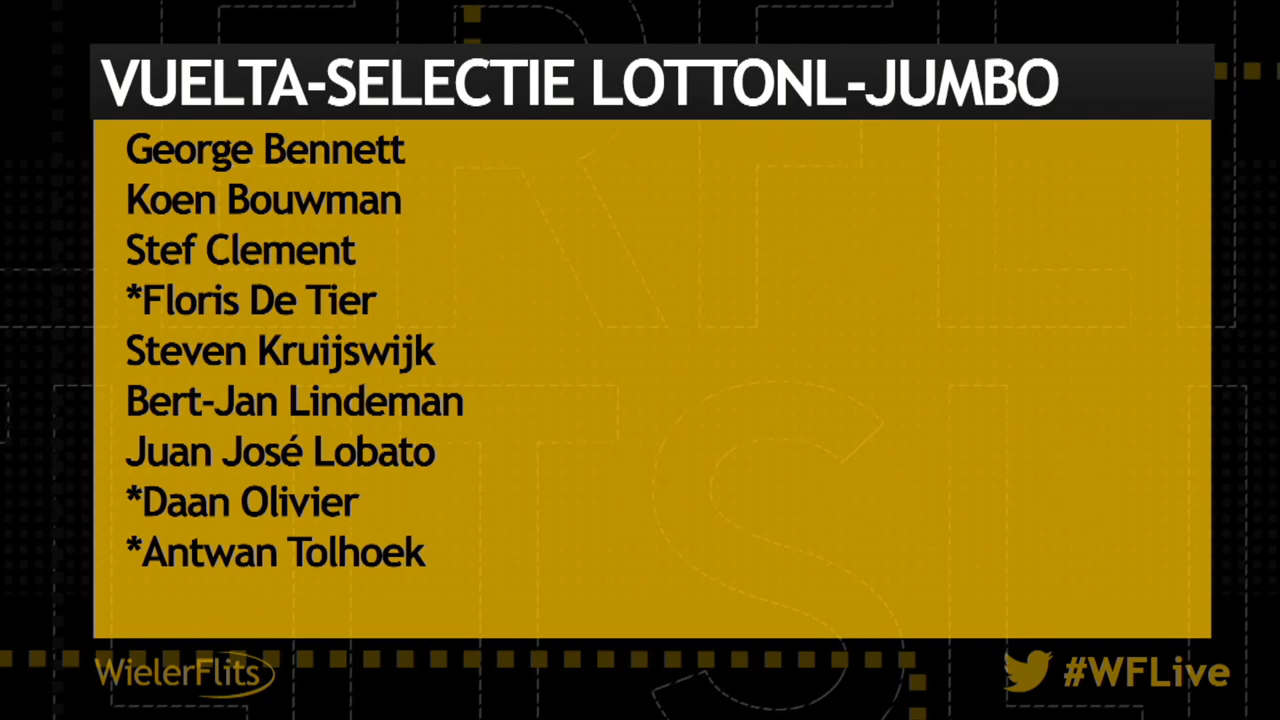 VUELTA-SELECTIE LOTTONL-JUMBO
George Bennett
Koen Bouwman
Stef Clement
*Floris De Tier
Steven Kruijswijk
Bert-Jan Lindeman
Juan José Lobato
*Daan Olivier
*Antwan Tolhoek
WielerFlits
#WFLive